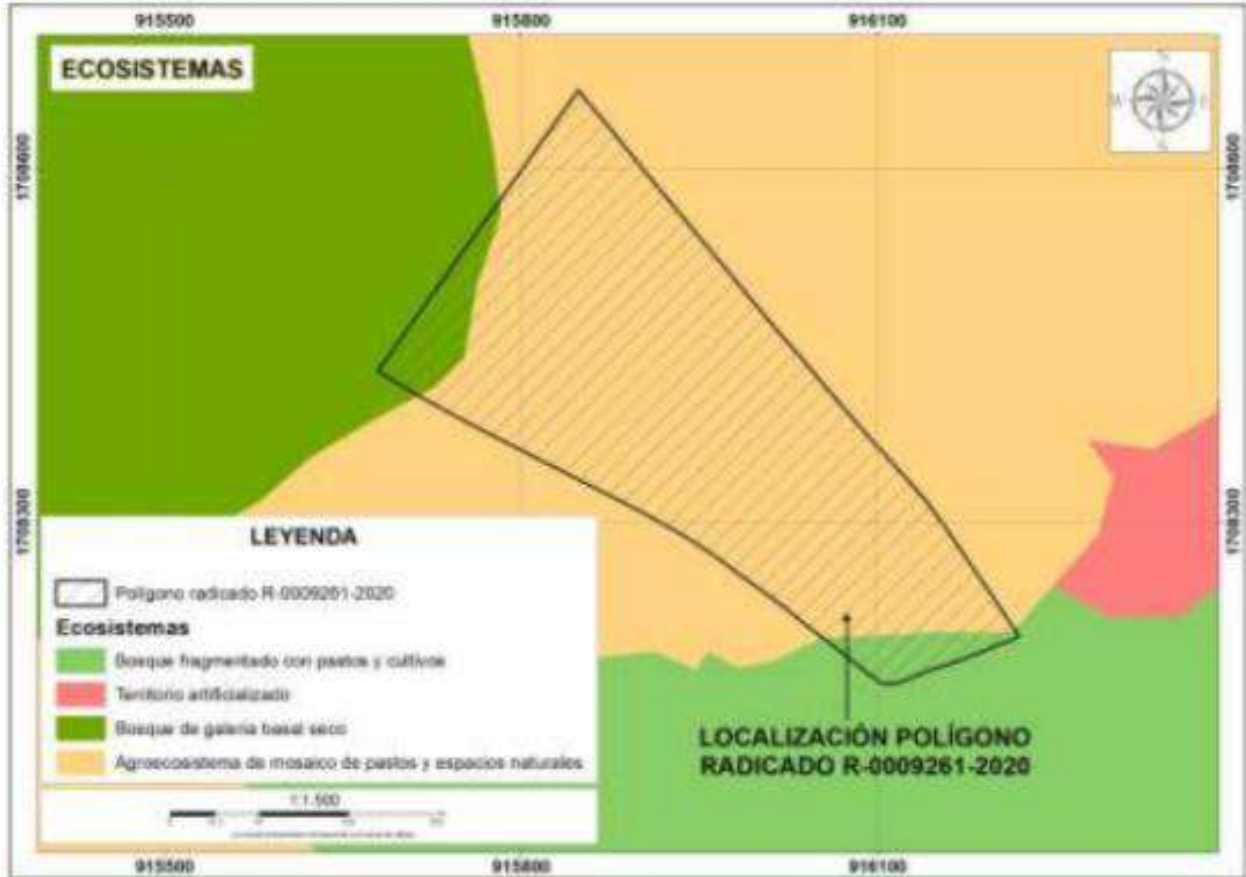 915500 915800 916100
ECOSISTEMAS
N
W E
S
1708600 1708600
1708300 1708300
LEYENDA
Polígono radicado R-0009261-2020
Ecosistemas
Bosque fragmentado con pastos y cultivos
Territorio artificializado
Bosque de galeria basal seco
Agroecosistema de mosaico de pastos y espacios naturales
LOCALIZACIÓN POLÍGONO
RADICADO R-0009261-2020
1:1.500
915500 915800 916100